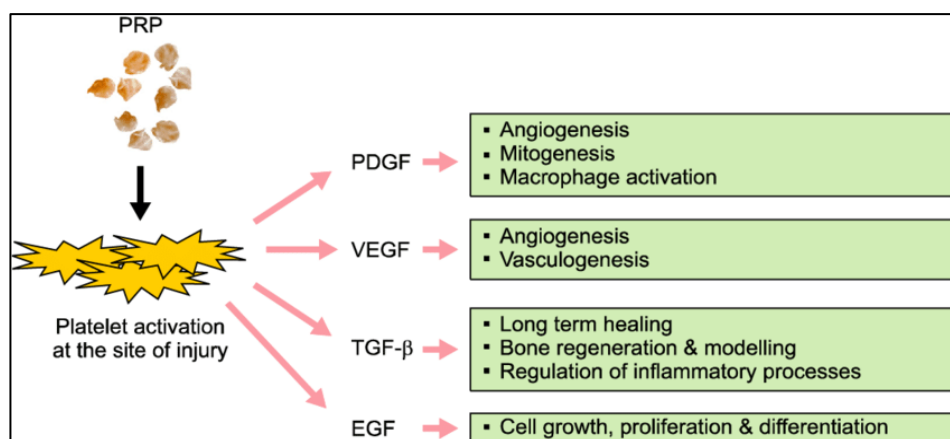 PRP
Platelet activation
at the site of injury
PDGF
▪ Angiogenesis
▪ Mitogenesis
▪ Macrophage activation
VEGF
▪ Angiogenesis
▪ Vasculogenesis
TGF-β
▪ Long term healing
▪ Bone regeneration & modelling
▪ Regulation of inflammatory processes
EGF
▪ Cell growth, proliferation & differentiation